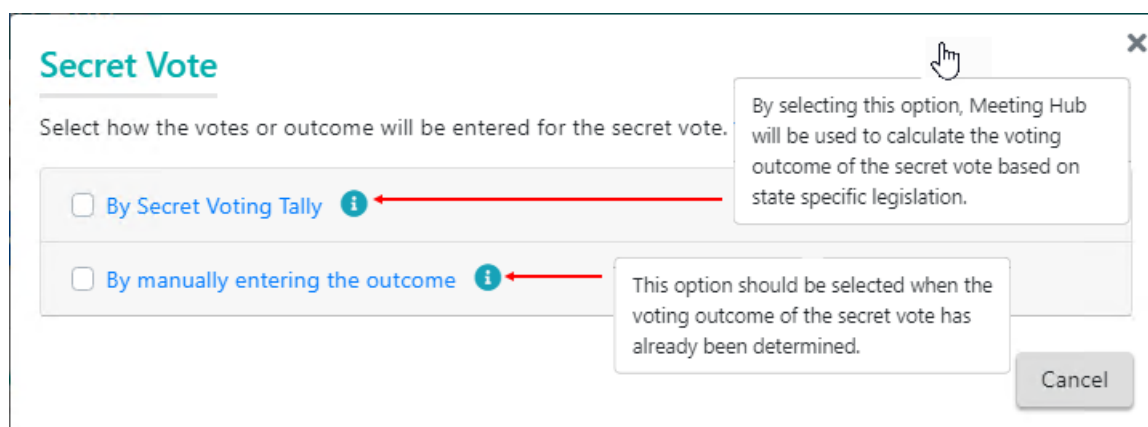 Secret Vote
Select how the votes or outcome will be entered for the secret vote.
By selecting this option, Meeting Hub
will be used to calculate the voting
outcome of the secret vote based on
state specific legislation.
By Secret Voting Tally
By manually entering the outcome
This option should be selected when the
voting outcome of the secret vote has
already been determined.
Cancel